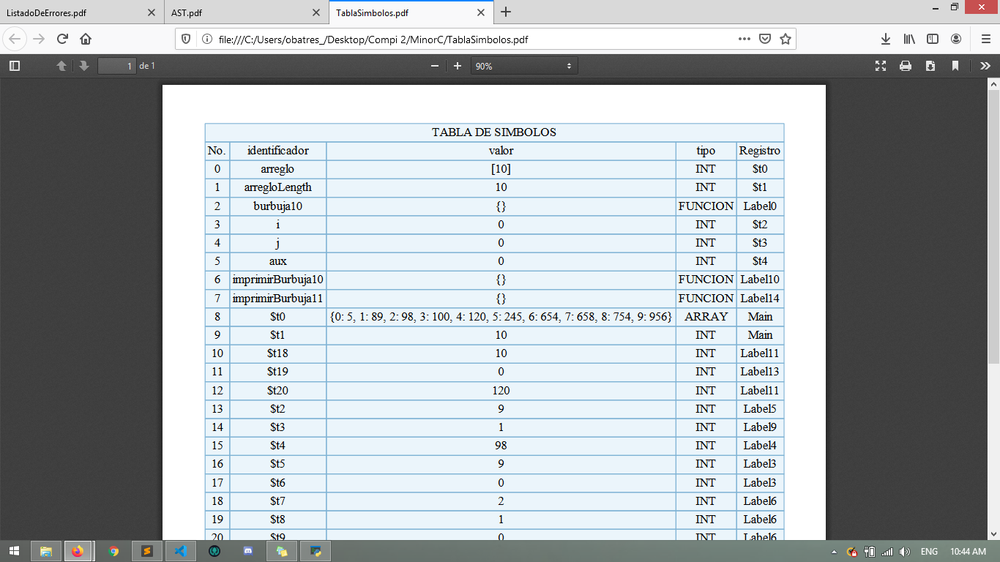 ListadoDeErrores.pdf AST.pdf TablaSimbolos.pdf
file:///C:/Users/obatres_/Desktop/Compi 2/MinorC/TablaSimbolos.pdf
1 de 1 90%
TABLA DE SIMBOLOS
No. identificador valor tipo Registro
0 arreglo [10] INT $t0
1 arregloLength 10 INT $t1
2 burbuja10 {} FUNCION Label0
3 i 0 INT $t2
4 j 0 INT $t3
5 aux 0 INT $t4
6 imprimirBurbuja10 {} FUNCION Label10
7 imprimirBurbuja11 {} FUNCION Label14
8 $t0 {0: 5, 1: 89, 2: 98, 3: 100, 4: 120, 5: 245, 6: 654, 7: 658, 8: 754, 9: 956} ARRAY Main
9 $t1 10 INT Main
10 $t18 10 INT Label11
11 $t19 0 INT Label13
12 $t20 120 INT Label11
13 $t2 9 INT Label5
14 $t3 1 INT Label9
15 $t4 98 INT Label4
16 $t5 9 INT Label3
17 $t6 0 INT Label3
18 $t7 2 INT Label6
19 $t8 1 INT Label6
20 $t9 0 INT Label6
ENG 10:44 AM